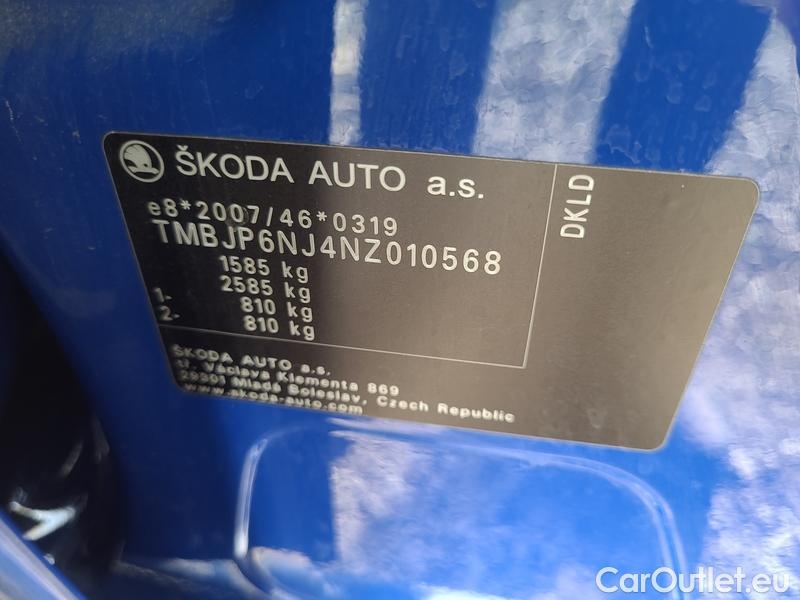 ŠKODA AUTO a.s.
DKLD
e8*2007/46*0319
TMBJP6NJ4NZ010568
1585 kg
2585 kg
1- 810 kg
2- 810 kg
ŠKODA AUTO a.s.
tř. Václava Klementa 869
29301 Mladá Boleslav, Czech Republic
www.skoda-auto.com
CarOutlet.eu